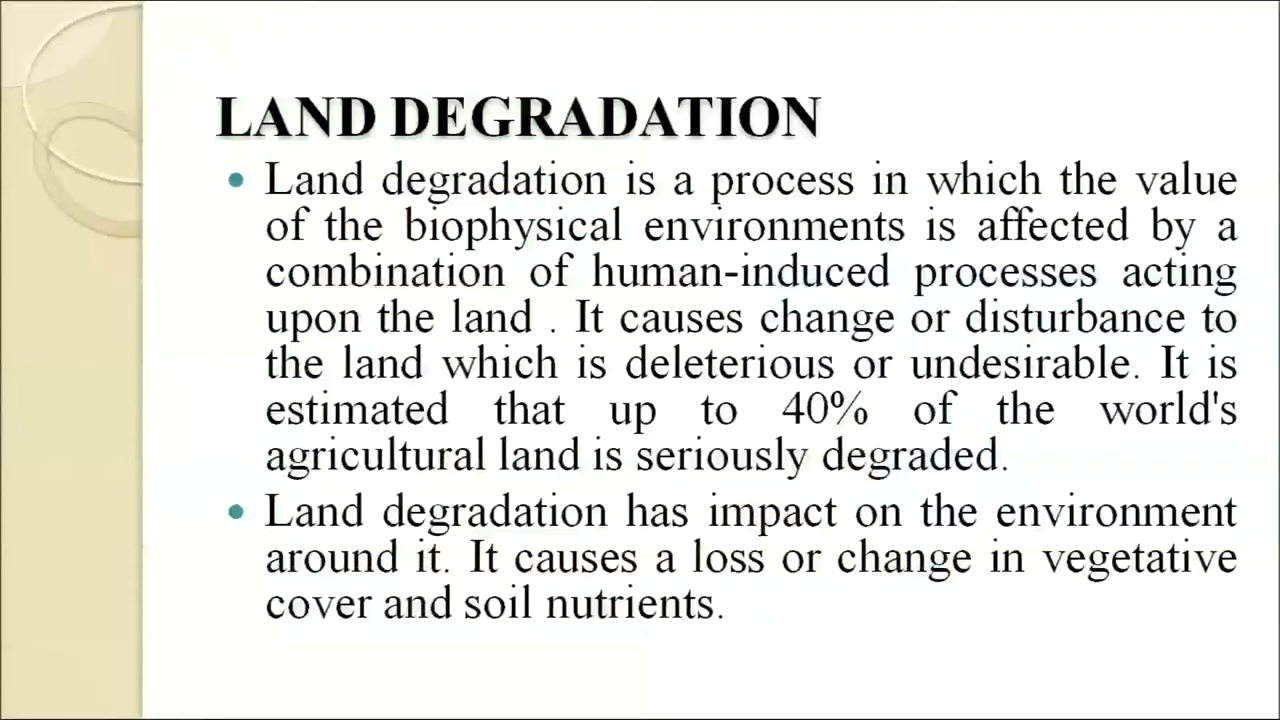 LAND DEGRADATION
• Land degradation is a process in which the value
of the biophysical environments is affected by a
combination of human-induced processes acting
upon the land . It causes change or disturbance to
the land which is deleterious or undesirable. It is
estimated that up to 40% of the world's
agricultural land is seriously degraded.
• Land degradation has impact on the environment
around it. It causes a loss or change in vegetative
cover and soil nutrients.